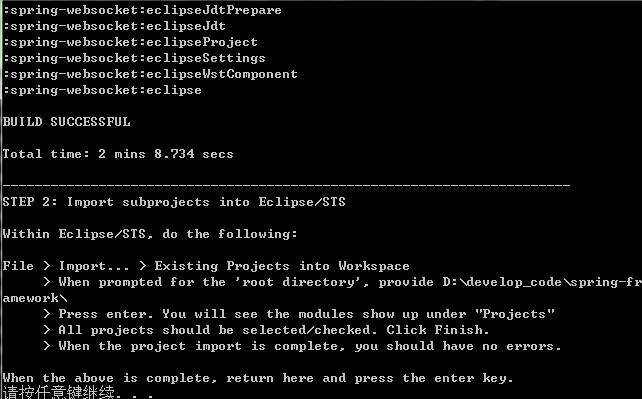 :spring-websocket:eclipseJdtPrepare
:spring-websocket:eclipseJdt
:spring-websocket:eclipseProject
:spring-websocket:eclipseSettings
:spring-websocket:eclipseWstComponent
:spring-websocket:eclipse
BUILD SUCCESSFUL
Total time: 2 mins 8.734 secs
-----------------------------------------------------------------------
STEP 2: Import subprojects into Eclipse/STS
Within Eclipse/STS, do the following:
File > Import... > Existing Projects into Workspace
> When prompted for the 'root directory', provide D:\develop_code\spring-fr
amework\
> Press enter. You will see the modules show up under "Projects"
> All projects should be selected/checked. Click Finish.
> When the project import is complete, you should have no errors.
When the above is complete, return here and press the enter key.
请按任意键继续. . .